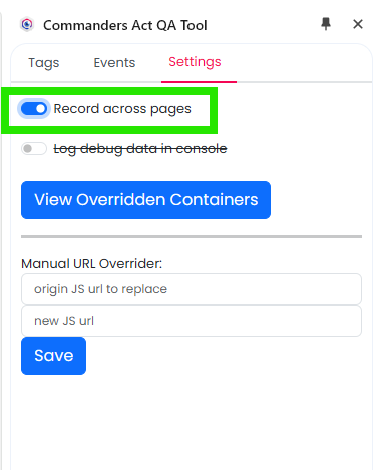 Commanders Act QA Tool
Tags Events Settings
Record across pages
Log debug data in console
View Overridden Containers
Manual URL Overrider:
origin JS url to replace
new JS url
Save